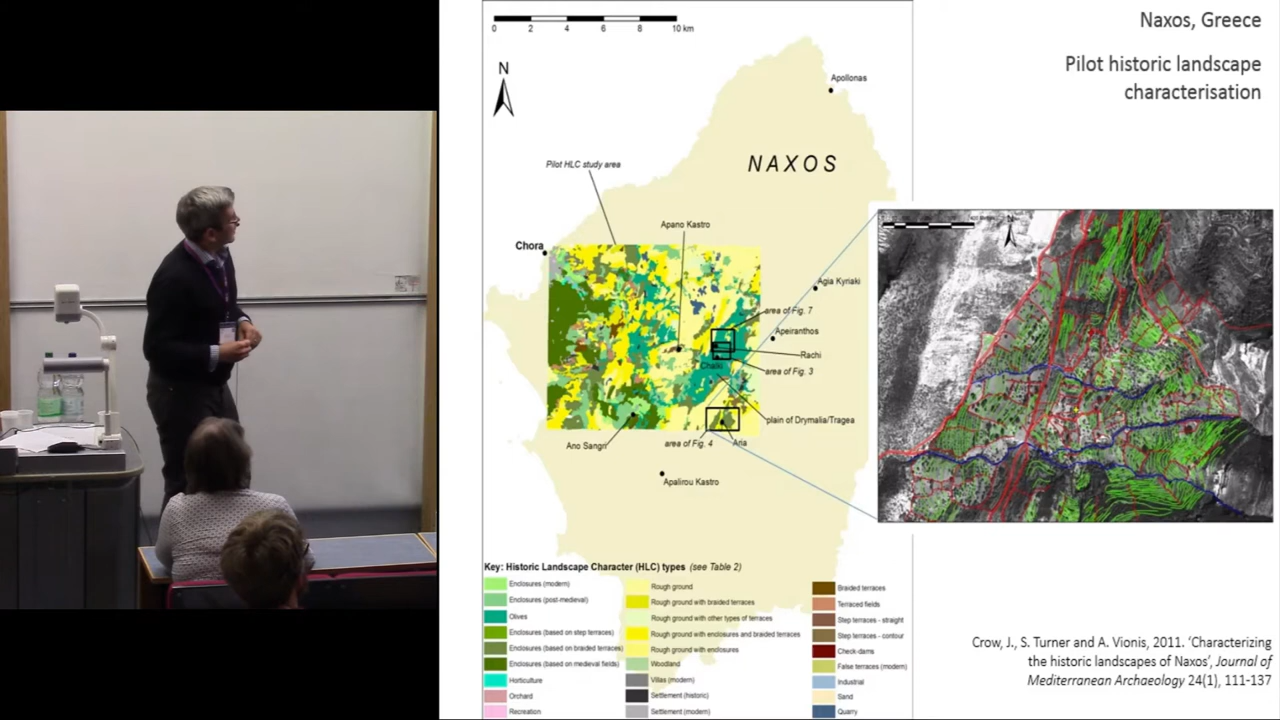 Naxos, Greece
Pilot historic landscape
characterisation
0 2 4 6 8 10 km
N
Apollonas
NAXOS
Pilot HLC study area
Apano Kastro
Chora
Agia Kyriaki
area of Fig. 7
Apeiranthos
Rachi
Chalki
area of Fig. 3
plain of Drymalia/Tragea
Ano Sangri
area of Fig. 4
Aria
Apalirou Kastro
N
Key: Historic Landscape Character (HLC) types (see Table 2)
Enclosures (modern)
Enclosures (post-medieval)
Olives
Enclosures (based on step terraces)
Enclosures (based on braided terraces)
Enclosures (based on medieval fields)
Horticulture
Orchard
Recreation
Rough ground
Rough ground with braided terraces
Rough ground with other types of terraces
Rough ground with enclosures and braided terraces
Rough ground with enclosures
Woodland
Villas (modern)
Settlement (historic)
Settlement (modern)
Braided terraces
Terraced fields
Step terraces - straight
Step terraces - contour
Check-dams
False terraces (modern)
Industrial
Sand
Quarry
Crow, J., S. Turner and A. Vionis, 2011. ‘Characterizing
the historic landscapes of Naxos’, Journal of
Mediterranean Archaeology 24(1), 111-137